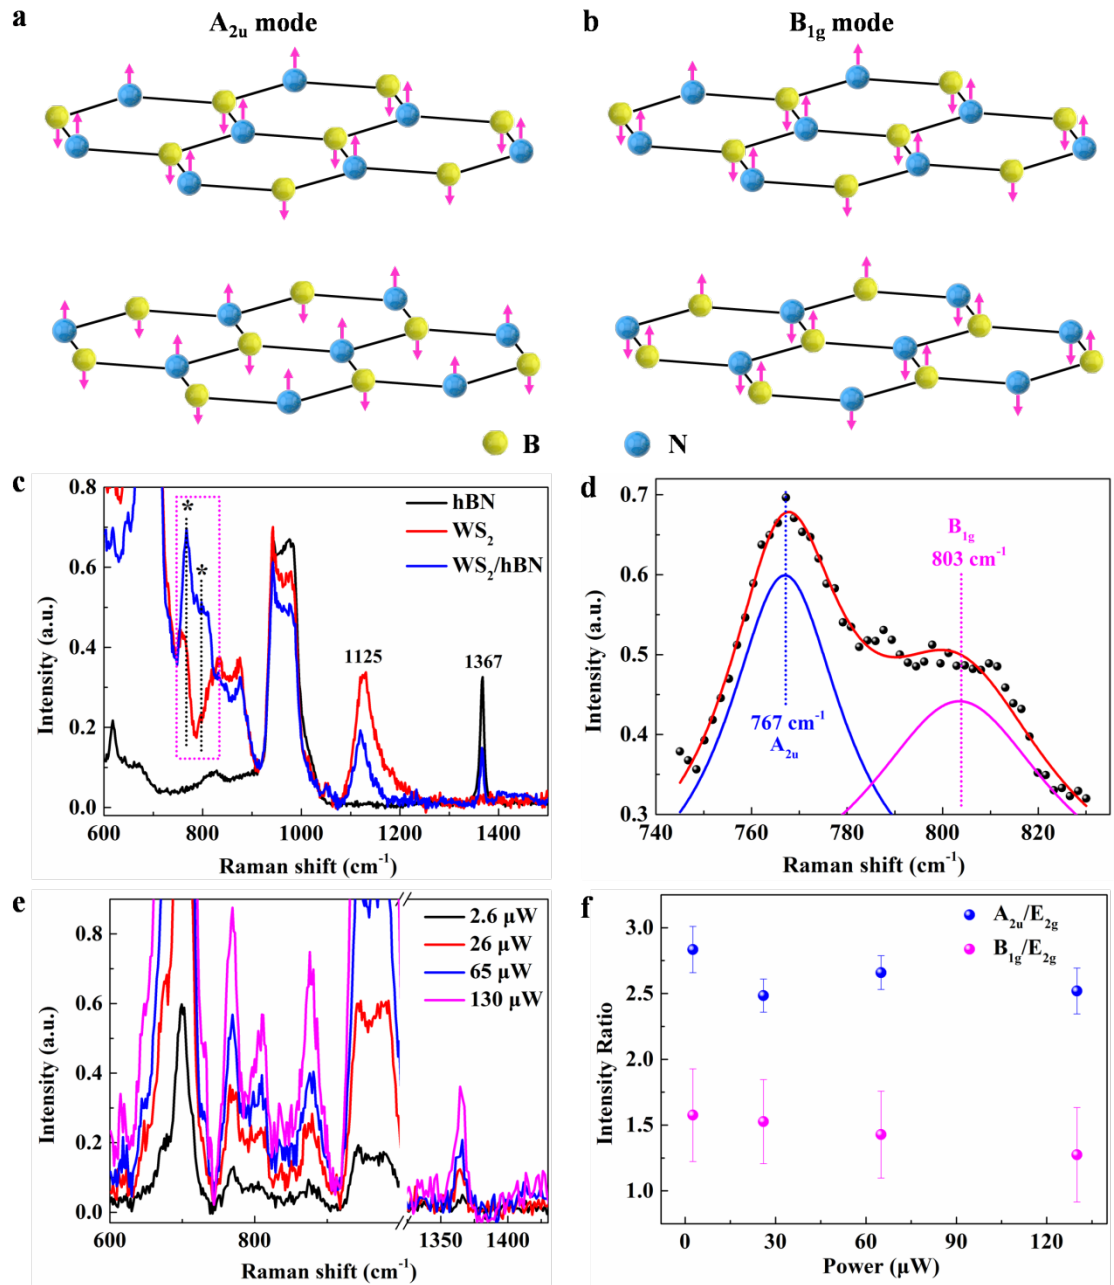 a
A2u mode
b
B1g mode
B
N
c
0.8
0.6
0.4
0.2
0.0
600
800
1000
1200
1400
Intensity (a.u.)
Raman shift (cm-1)
*
*
hBN
WS2
WS2/hBN
1125
1367
d
0.7
0.6
0.5
0.4
0.3
740
760
780
800
820
Intensity (a.u.)
Raman shift (cm-1)
B1g
803 cm-1
767 cm-1
A2u
e
0.8
0.6
0.4
0.2
0.0
600
800
1350
1400
Intensity (a.u.)
Raman shift (cm-1)
2.6 µW
26 µW
65 µW
130 µW
f
3.0
2.5
2.0
1.5
1.0
0
30
60
90
120
Intensity Ratio
Power (µW)
A2u/E2g
B1g/E2g